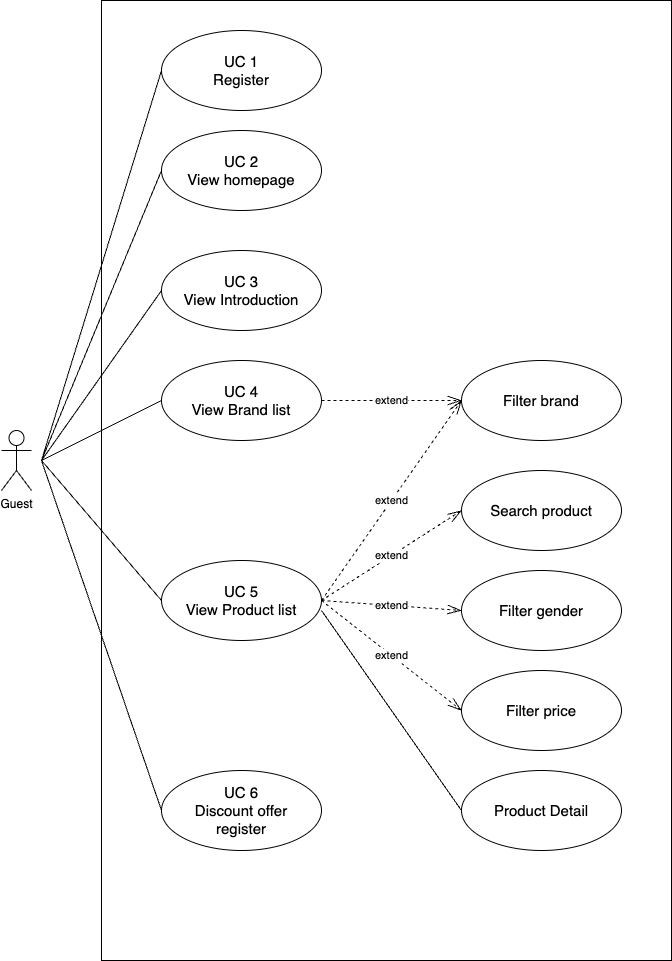 UC 1
Register
UC 2
View homepage
UC 3
View Introduction
UC 4
View Brand list
extend
Filter brand
Guest
extend
Search product
extend
UC 5
View Product list
extend
Filter gender
extend
Filter price
UC 6
Discount offer
register
Product Detail